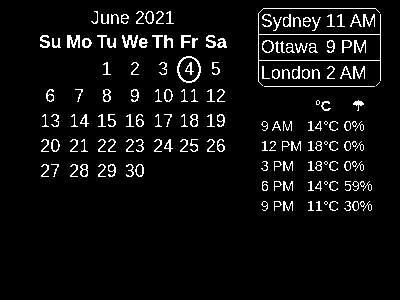 June 2021
Su Mo Tu We Th Fr Sa
1 2 3 4 5
6 7 8 9 10 11 12
13 14 15 16 17 18 19
20 21 22 23 24 25 26
27 28 29 30
Sydney 11 AM
Ottawa 9 PM
London 2 AM
°C
9 AM 14°C 0%
12 PM 18°C 0%
3 PM 18°C 0%
6 PM 14°C 59%
9 PM 11°C 30%